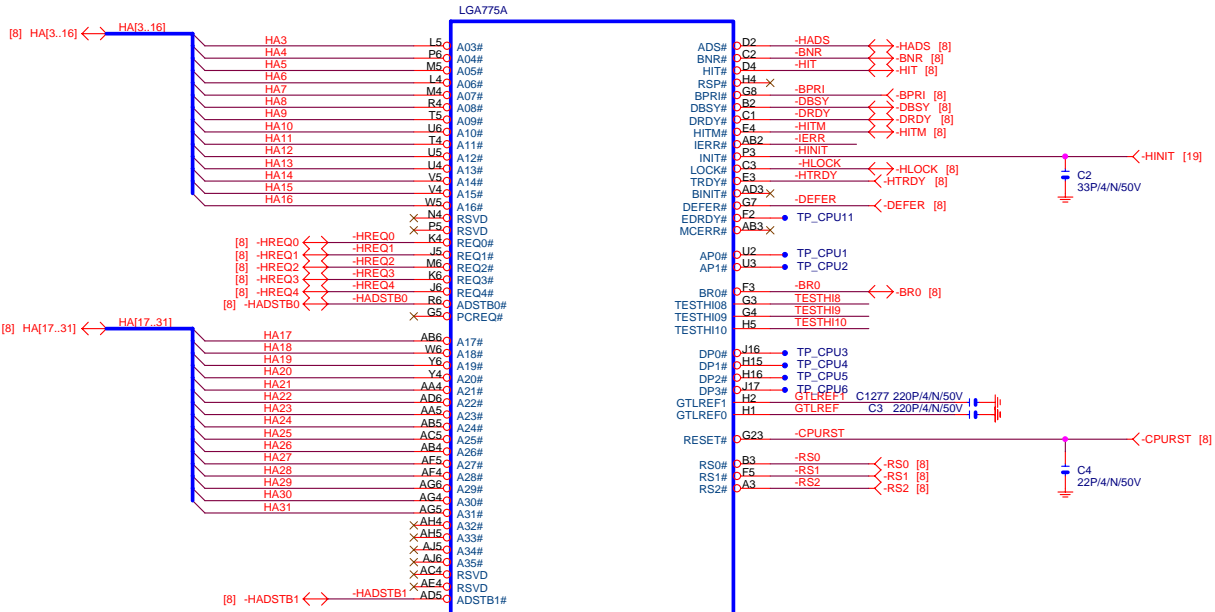 LGA775A
[8] HA[3..16] HA[3..16]
HA3 L5 A03#
HA4 P6 A04#
HA5 M5 A05#
HA6 L4 A06#
HA7 M4 A07#
HA8 R4 A08#
HA9 T5 A09#
HA10 U6 A10#
HA11 T4 A11#
HA12 U5 A12#
HA13 U4 A13#
HA14 V5 A14#
HA15 V4 A15#
HA16 W5 A16#
N4 RSVD
P5 RSVD
[8] -HREQ0 -HREQ0 K4 REQ0#
[8] -HREQ1 -HREQ1 J5 REQ1#
[8] -HREQ2 -HREQ2 M6 REQ2#
[8] -HREQ3 -HREQ3 K6 REQ3#
[8] -HREQ4 -HREQ4 J6 REQ4#
[8] -HADSTB0 -HADSTB0 R6 ADSTB0#
G5 PCREQ#
[8] HA[17..31] HA[17..31]
HA17 AB6 A17#
HA18 W6 A18#
HA19 Y6 A19#
HA20 Y4 A20#
HA21 AA4 A21#
HA22 AD6 A22#
HA23 AA5 A23#
HA24 AB5 A24#
HA25 AC5 A25#
HA26 AB4 A26#
HA27 AF5 A27#
HA28 AF4 A28#
HA29 AG6 A29#
HA30 AG4 A30#
HA31 AG5 A31#
AH4 A32#
AH5 A33#
AJ5 A34#
AJ6 A35#
AC4 RSVD
AE4 RSVD
[8] -HADSTB1 -HADSTB1 AD5 ADSTB1#
ADS# D2 -HADS -HADS [8]
BNR# C2 -BNR -BNR [8]
HIT# D4 -HIT -HIT [8]
RSP# H4
BPRI# G8 -BPRI -BPRI [8]
DBSY# B2 -DBSY -DBSY [8]
DRDY# C1 -DRDY -DRDY [8]
HITM# E4 -HITM -HITM [8]
IERR# AB2 -IERR
INIT# P3 -HINIT -HINIT [19]
LOCK# C3 -HLOCK -HLOCK [8]
TRDY# E3 -HTRDY -HTRDY [8]
C2
33P/4/N/50V
BINIT# AD3
DEFER# G7 -DEFER -DEFER [8]
EDRDY# F2 TP_CPU11
MCERR# AB3
AP0# U2 TP_CPU1
AP1# U3 TP_CPU2
BR0# F3 -BR0 -BR0 [8]
TESTHI08 G3 TESTHI8
TESTHI09 G4 TESTHI9
TESTHI10 H5 TESTHI10
DP0# J16 TP_CPU3
DP1# H15 TP_CPU4
DP2# H16 TP_CPU5
DP3# J17 TP_CPU6
GTLREF1 H2 GTLREF1 C1277 220P/4/N/50V
GTLREF0 H1 GTLREF C3 220P/4/N/50V
RESET# G23 -CPURST -CPURST [8]
RS0# B3 -RS0 -RS0 [8]
RS1# F5 -RS1 -RS1 [8]
RS2# A3 -RS2 -RS2 [8]
C4
22P/4/N/50V